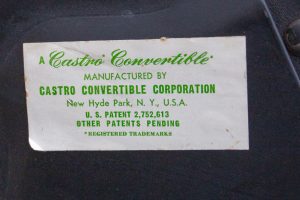 A Castro Convertible*
MANUFACTURED BY
CASTRO CONVERTIBLE CORPORATION
New Hyde Park, N. Y., U.S.A.
U. S. PATENT 2,752,613
OTHER PATENTS PENDING
*REGISTERED TRADEMARKS